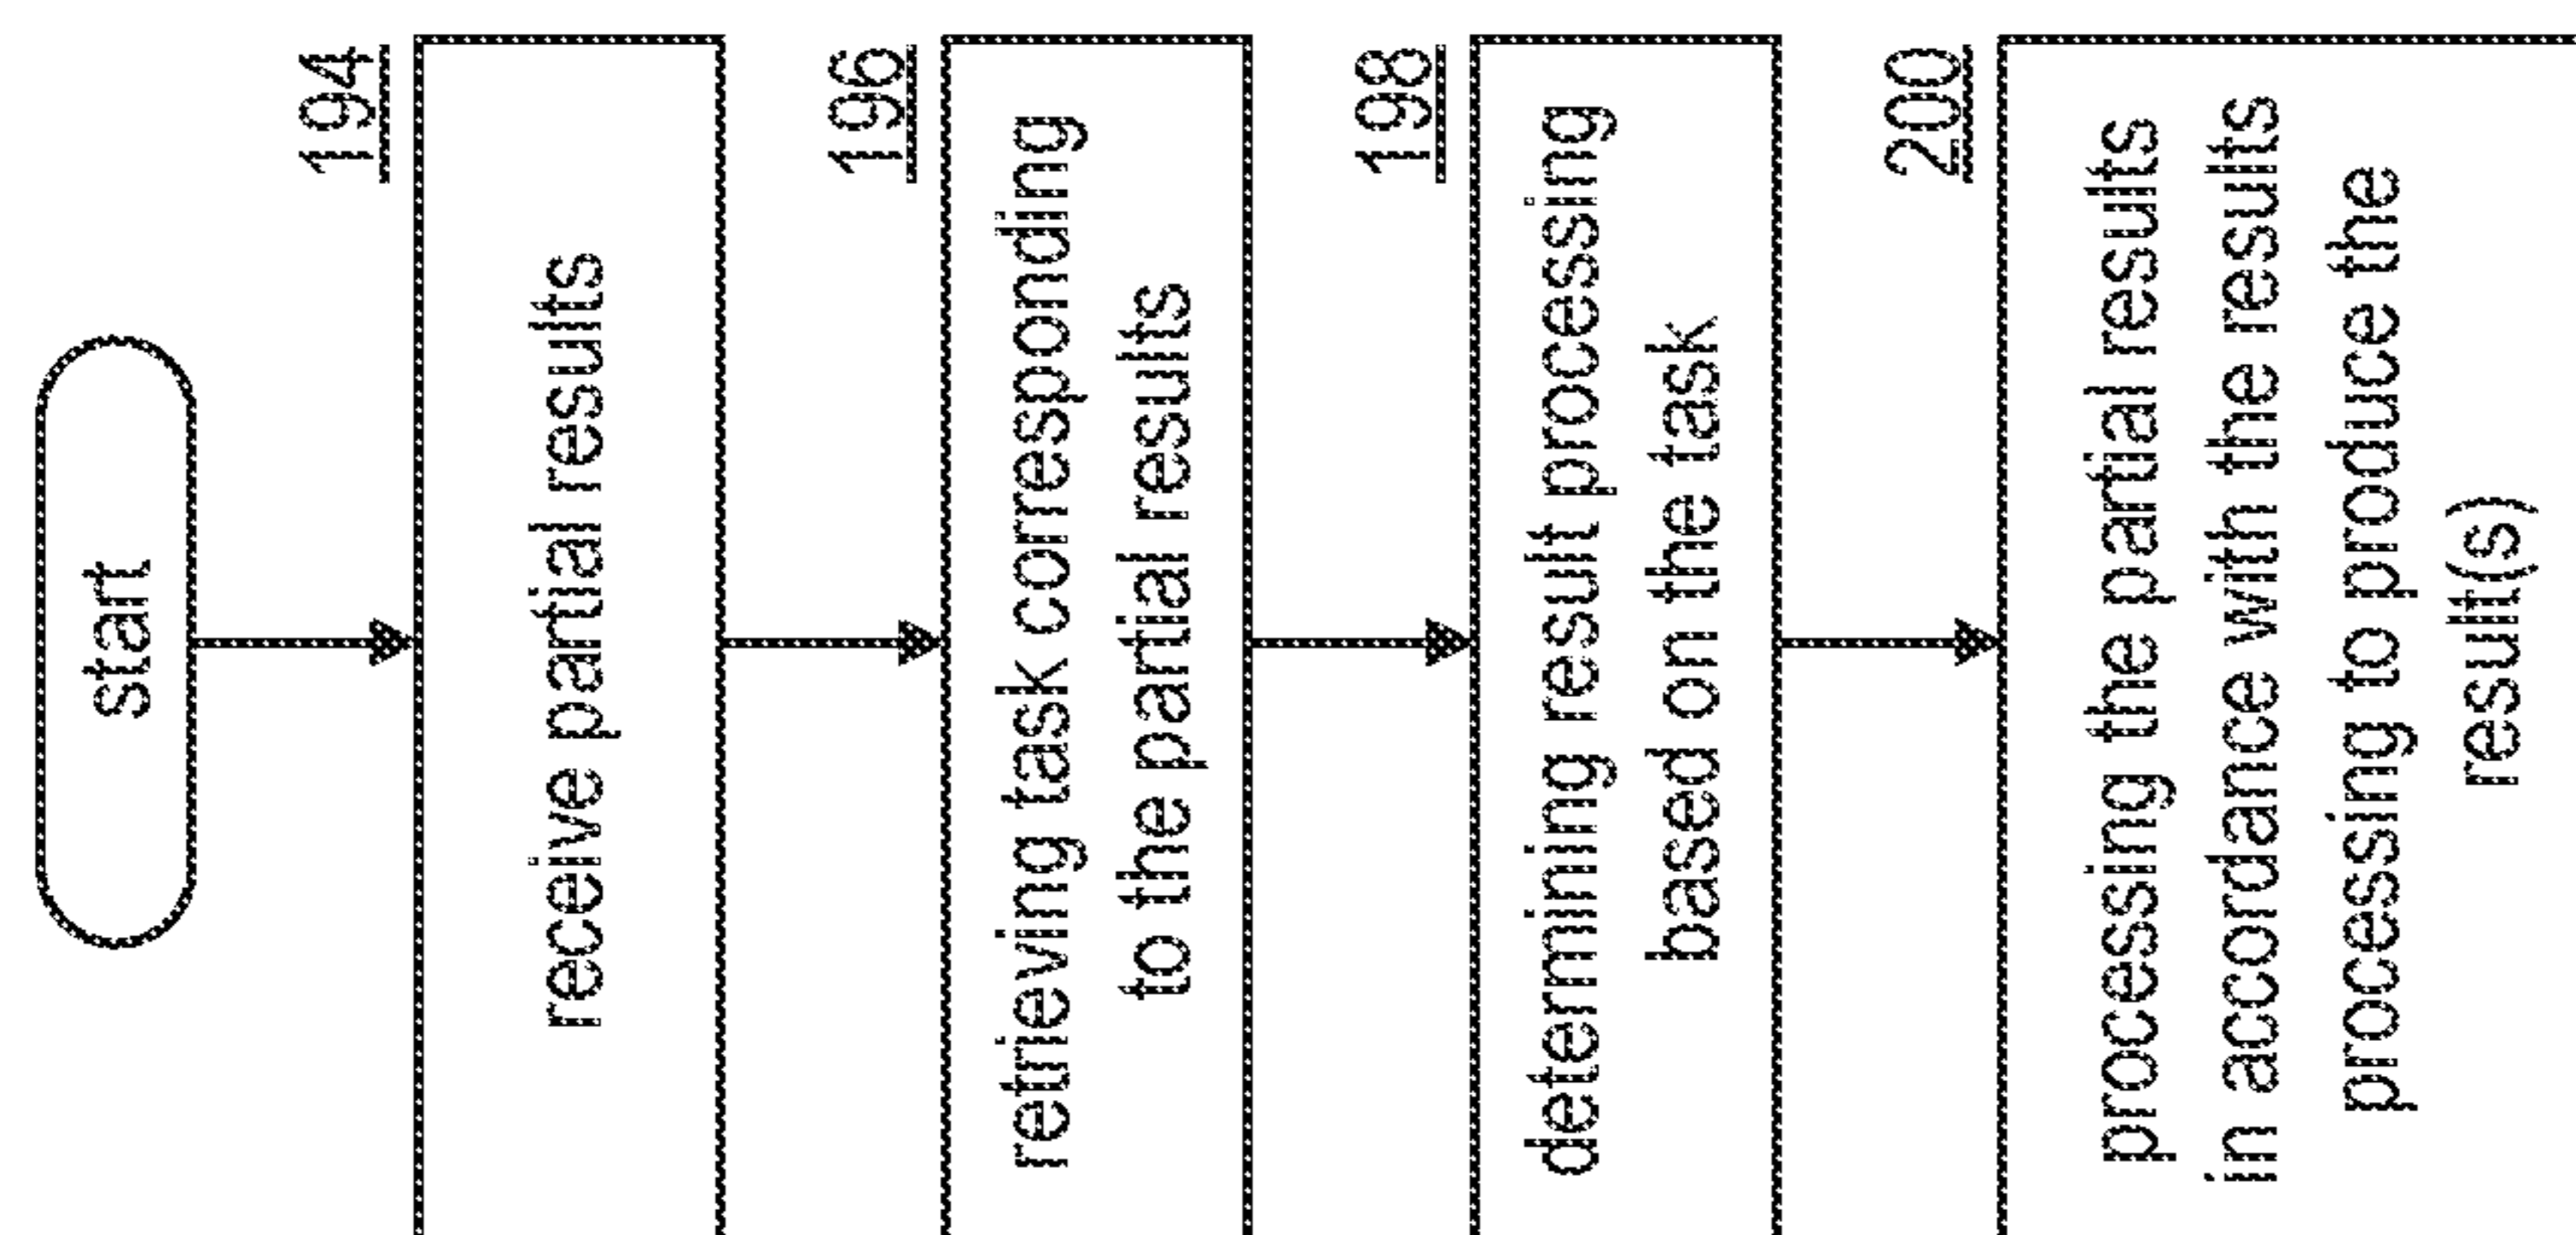 start
194
receive partial results
196
retrieving task corresponding
to the partial results
198
determining result processing
based on the task
200
processing the partial results
in accordance with the results
processing to produce the
result(s)